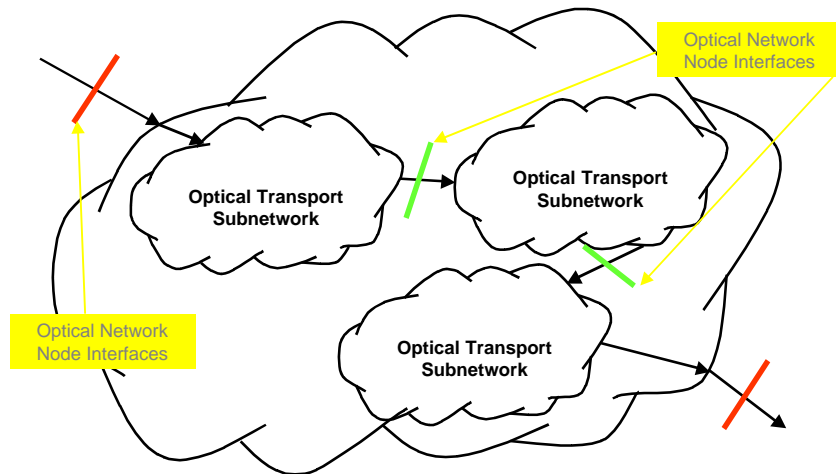 Optical Network
Node Interfaces
Optical Transport
Subnetwork
Optical Transport
Subnetwork
Optical Network
Node Interfaces
Optical Transport
Subnetwork